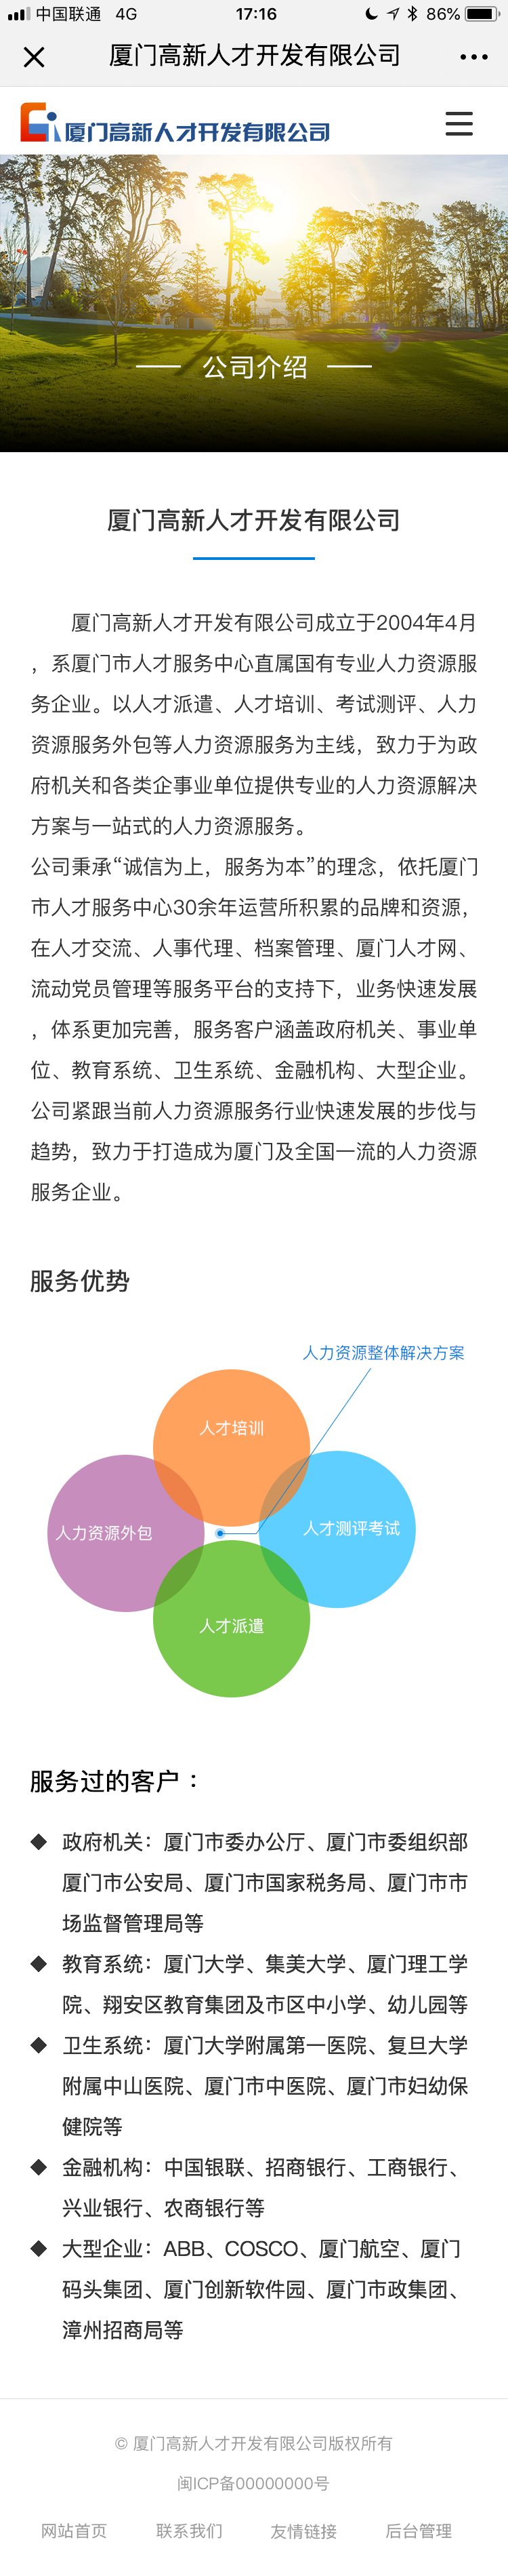 中国联通 4G 17:16 86%
厦门高新人才开发有限公司
厦门高新人才开发有限公司
公司介绍
厦门高新人才开发有限公司
厦门高新人才开发有限公司成立于2004年4月
，系厦门市人才服务中心直属国有专业人力资源服
务企业。以人才派遣、人才培训、考试测评、人力
资源服务外包等人力资源服务为主线，致力于为政
府机关和各类企事业单位提供专业的人力资源解决
方案与一站式的人力资源服务。
公司秉承“诚信为上，服务为本”的理念，依托厦门
市人才服务中心30余年运营所积累的品牌和资源，
在人才交流、人事代理、档案管理、厦门人才网、
流动党员管理等服务平台的支持下，业务快速发展
，体系更加完善，服务客户涵盖政府机关、事业单
位、教育系统、卫生系统、金融机构、大型企业。
公司紧跟当前人力资源服务行业快速发展的步伐与
趋势，致力于打造成为厦门及全国一流的人力资源
服务企业。
服务优势
人力资源整体解决方案
人才培训
人力资源外包
人才测评考试
人才派遣
服务过的客户：
◆ 政府机关：厦门市委办公厅、厦门市委组织部
厦门市公安局、厦门市国家税务局、厦门市市
场监督管理局等
◆ 教育系统：厦门大学、集美大学、厦门理工学
院、翔安区教育集团及市区中小学、幼儿园等
◆ 卫生系统：厦门大学附属第一医院、复旦大学
附属中山医院、厦门市中医院、厦门市妇幼保
健院等
◆ 金融机构：中国银联、招商银行、工商银行、
兴业银行、农商银行等
◆ 大型企业：ABB、COSCO、厦门航空、厦门
码头集团、厦门创新软件园、厦门市政集团、
漳州招商局等
© 厦门高新人才开发有限公司版权所有
闽ICP备00000000号
网站首页 联系我们 友情链接 后台管理